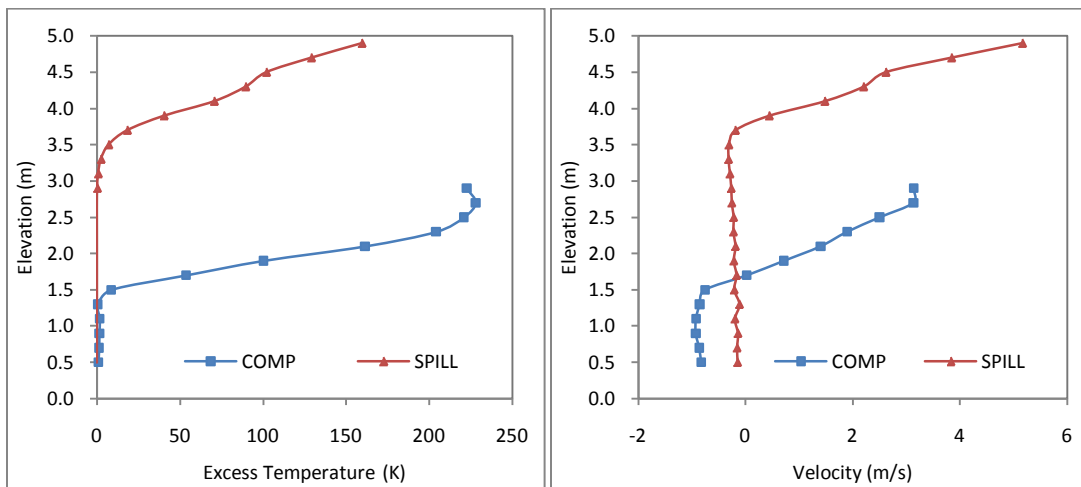 5.0
4.5
4.0
3.5
3.0
2.5
2.0
1.5
1.0
0.5
0.0
Elevation (m)
COMP SPILL
0 50 100 150 200 250
Excess Temperature (K)
5.0
4.5
4.0
3.5
3.0
2.5
2.0
1.5
1.0
0.5
0.0
Elevation (m)
COMP SPILL
-2 0 2 4 6
Velocity (m/s)